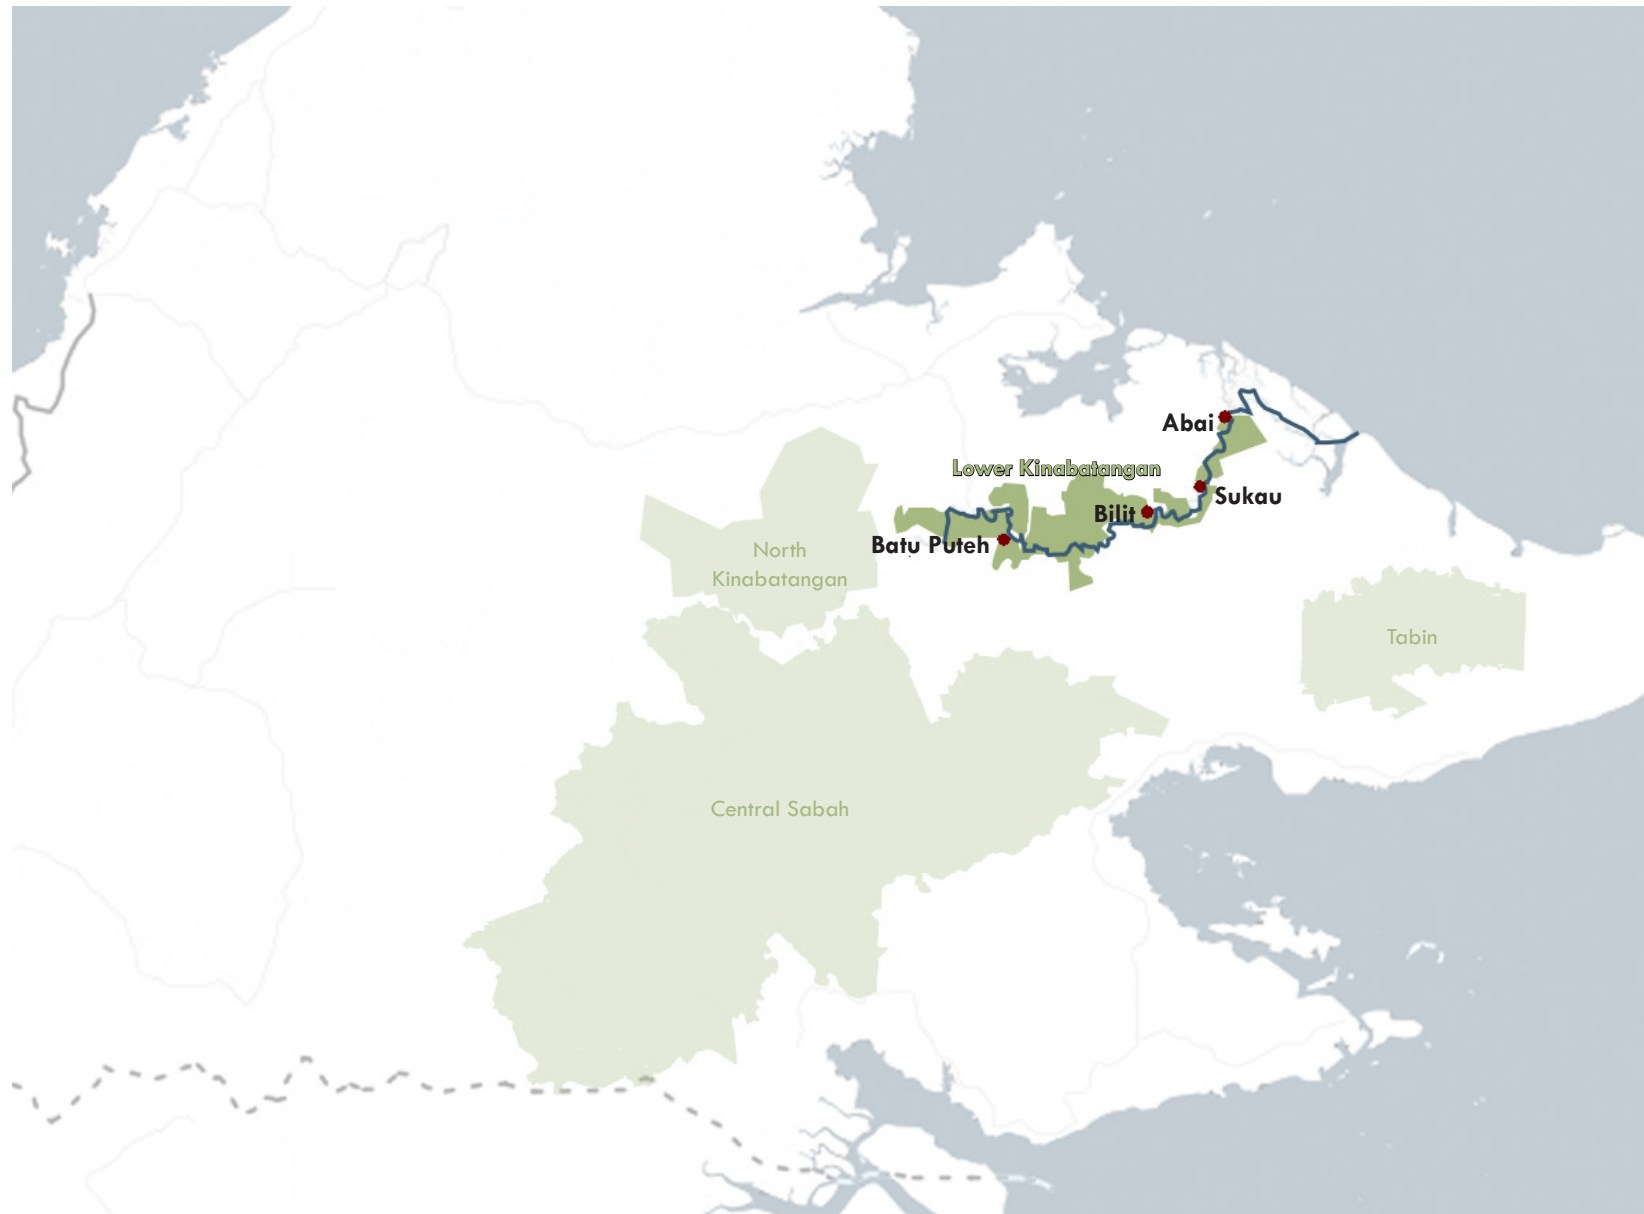 Abai
Lower Kinabatangan
Sukau
Bilit
Batu Puteh
North
Kinabatangan
Tabin
Central Sabah